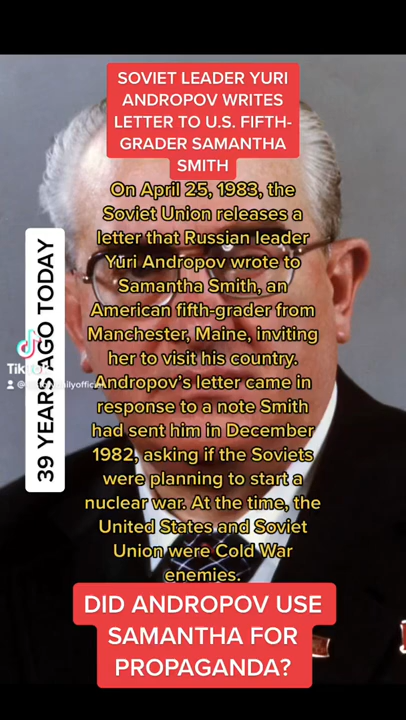 SOVIET LEADER YURI
ANDROPOV WRITES
LETTER TO U.S. FIFTH-
GRADER SAMANTHA
SMITH
On April 25, 1983, the
Soviet Union releases a
letter that Russian leader
Yuri Andropov wrote to
Samantha Smith, an
American fifth-grader from
Manchester, Maine, inviting
her to visit his country.
Andropov's letter came in
response to a note Smith
had sent him in December
1982, asking if the Soviets
were planning to start a
nuclear war. At the time, the
United States and Soviet
Union were Cold War
enemies.
39 YEARS AGO TODAY
TikTok
DID ANDROPOV USE
SAMANTHA FOR
PROPAGANDA?